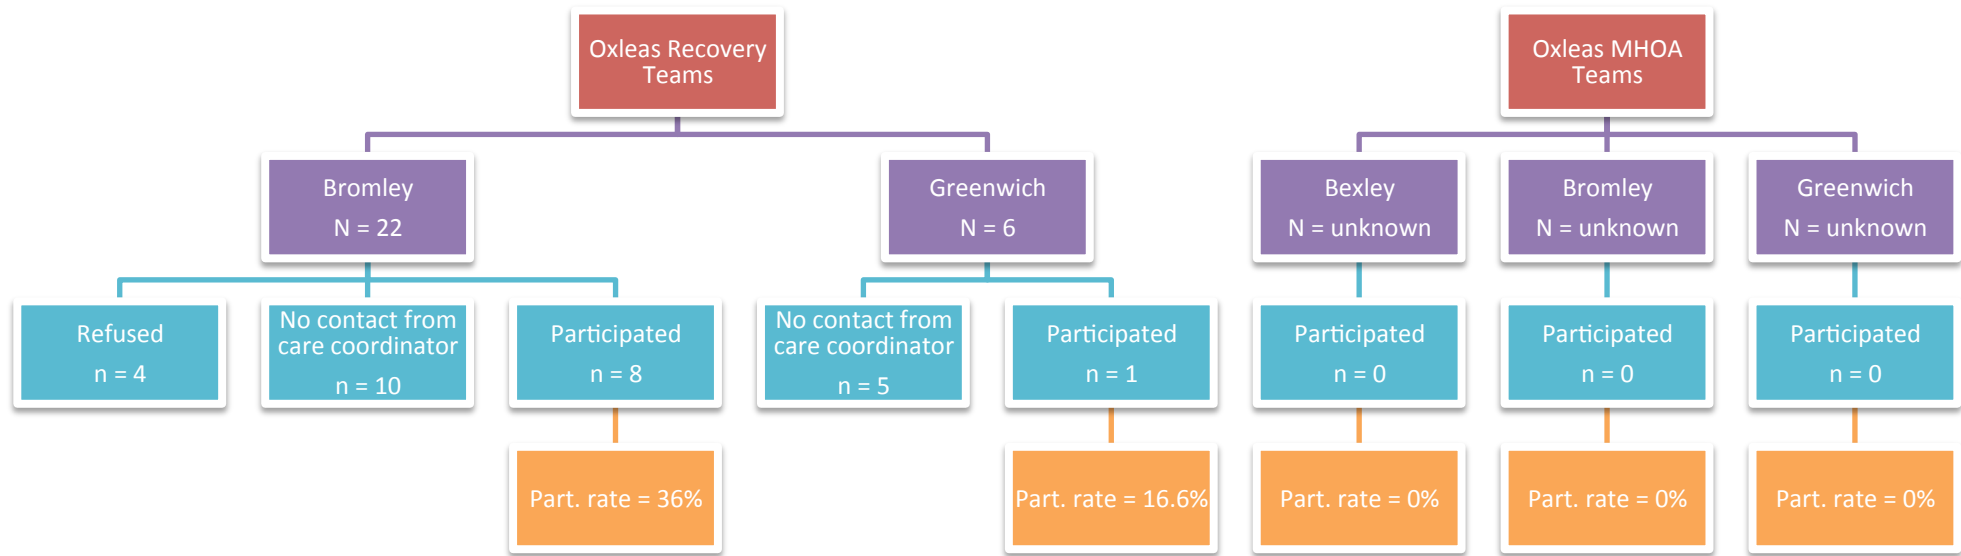 Oxleas Recovery
Teams
Oxleas MHOA
Teams
Bromley
N = 22
Greenwich
N = 6
Bexley
N = unknown
Bromley
N = unknown
Greenwich
N = unknown
Refused
n = 4
No contact from
care coordinator
n = 10
Participated
n = 8
No contact from
care coordinator
n = 5
Participated
n = 1
Participated
n = 0
Participated
n = 0
Participated
n = 0
Part. rate = 36%
Part. rate = 16.6%
Part. rate = 0%
Part. rate = 0%
Part. rate = 0%